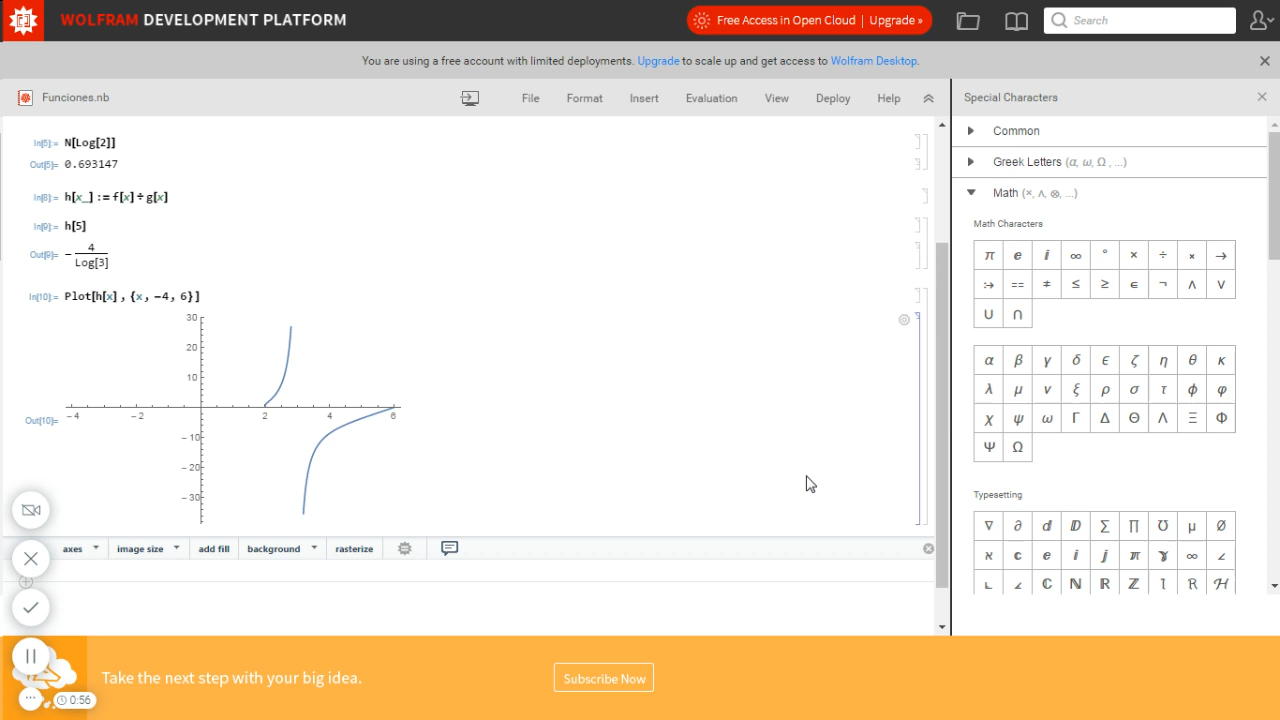 WOLFRAM DEVELOPMENT PLATFORM
Free Access in Open Cloud | Upgrade »
Search
You are using a free account with limited deployments. Upgrade to scale up and get access to Wolfram Desktop.
Funciones.nb
File Format Insert Evaluation View Deploy Help
Special Characters
Common
Greek Letters (α, ω, Ω , ...)
Math (×, ∧, ⊗, ...)
Math Characters
π e i ∞ ° × ÷ × →
:→ == ≠ ≤ ≥ ∈ ¬ ∧ ∨
∪ ∩
α β γ δ ϵ ζ η θ κ
λ μ ν ξ ρ σ τ ϕ φ
χ ψ ω Γ Δ Θ Λ Ξ Φ
Ψ Ω
Typesetting
∇ ∂ ⅆ ⅅ ∑ ∏ ℧ μ Ø
ℵ c e i j π γ ∞ ∠
∟ ∠ ℂ ℕ ℝ ℤ ℩ ℛ ℋ
In[5]:= N[Log[2]]
Out[5]= 0.693147
In[8]:= h[x_] := f[x] ÷ g[x]
In[9]:= h[5]
Out[9]= - 4
Log[3]
In[10]:= Plot[h[x] , {x, -4, 6}]
30
20
10
Out[10]= -4 -2 2 4 6
-10
-20
-30
axes image size add fill background rasterize
Take the next step with your big idea.
Subscribe Now
0:56